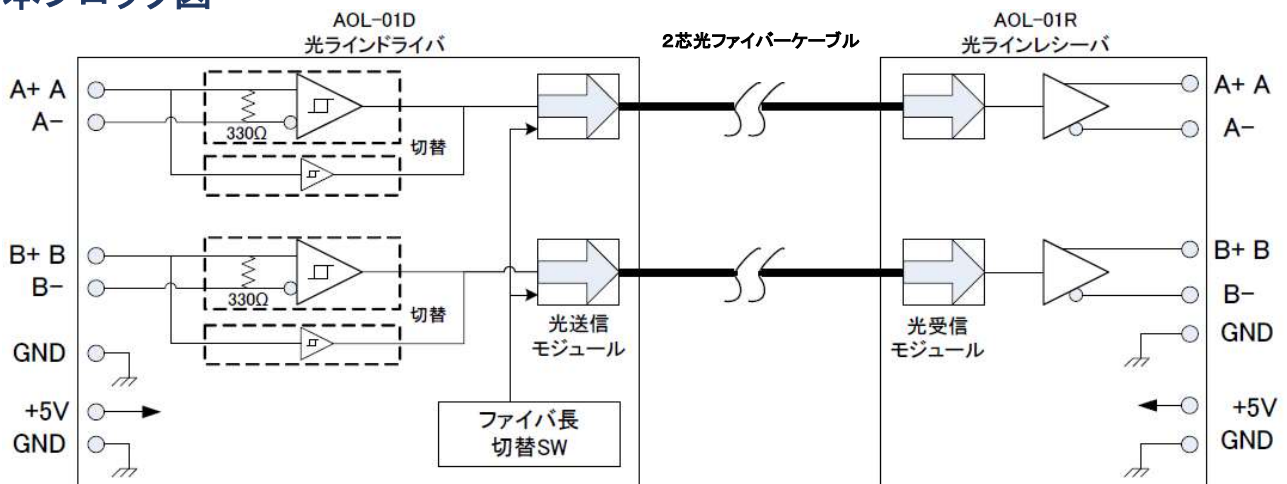 本ブロック図
AOL-01D
光ラインドライバ
2芯光ファイバーケーブル
AOL-01R
光ラインレシーバ
A+ A
A-
330Ω
切替
A+ A
A-
B+ B
B-
330Ω
切替
光送信
モジュール
光受信
モジュール
B+ B
B-
GND
GND
+5V
GND
ファイバ長
切替SW
+5V
GND